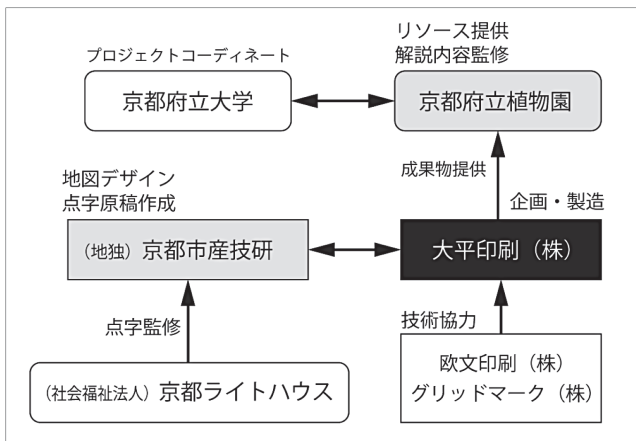 プロジェクトコーディネート
京都府立大学
リソース提供
解説内容監修
京都府立植物園
成果物提供
地図デザイン
点字原稿作成
企画・製造
（地独）京都市産技研
大平印刷（株）
点字監修
技術協力
（社会福祉法人）京都ライトハウス
欧文印刷（株）
グリッドマーク（株）